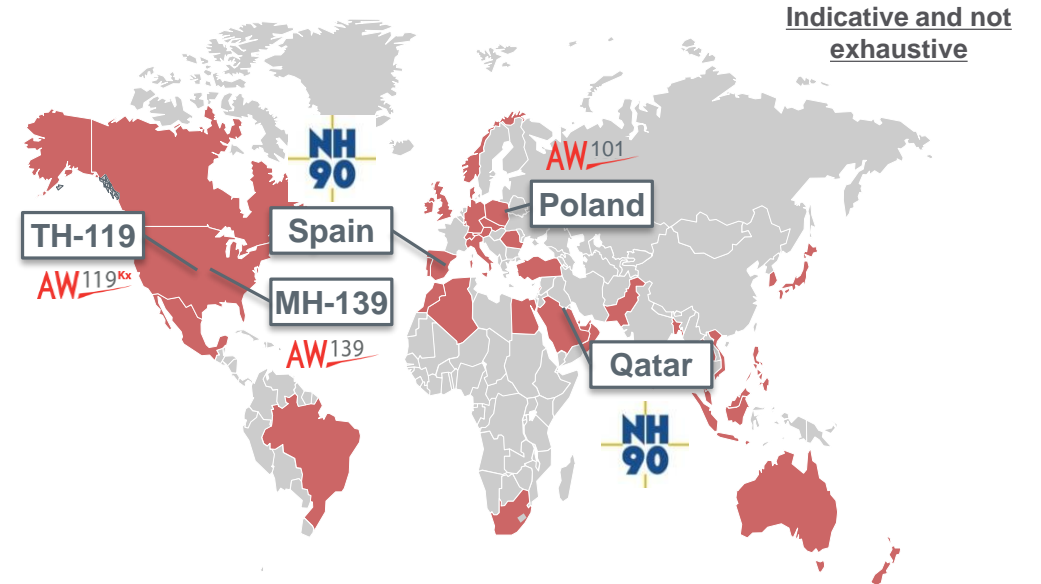 Indicative and not
exhaustive
NH
90
AW101
Poland
TH-119
Spain
AW119Kx
MH-139
AW139
Qatar
NH
90